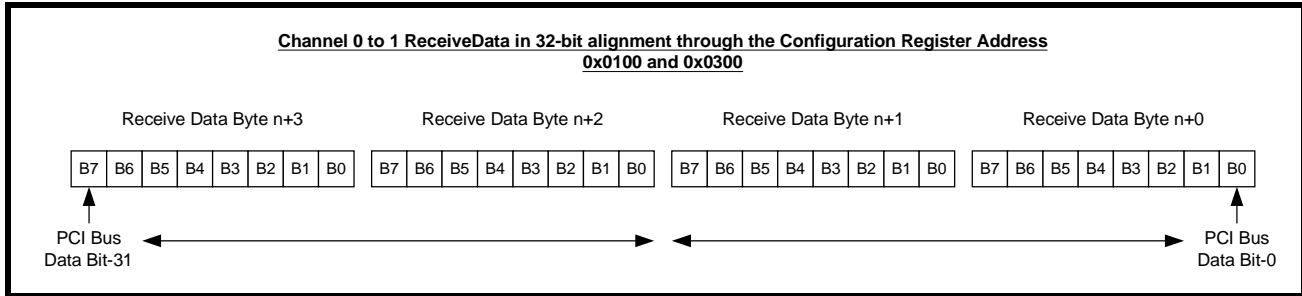 Channel 0 to 1 ReceiveData in 32-bit alignment through the Configuration Register Address
0x0100 and 0x0300
Receive Data Byte n+3 Receive Data Byte n+2 Receive Data Byte n+1 Receive Data Byte n+0
B7 B6 B5 B4 B3 B2 B1 B0 B7 B6 B5 B4 B3 B2 B1 B0 B7 B6 B5 B4 B3 B2 B1 B0 B7 B6 B5 B4 B3 B2 B1 B0
PCI Bus PCI Bus
Data Bit-31 Data Bit-0